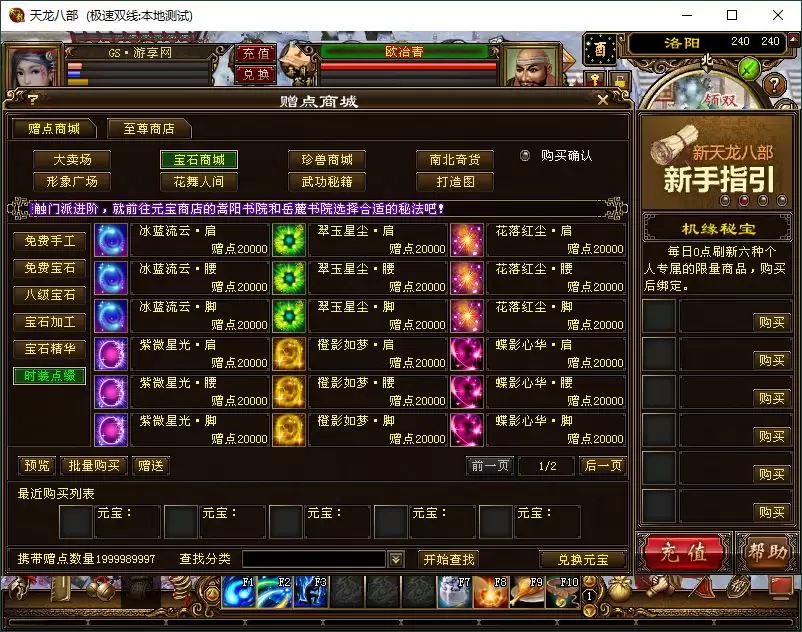 天龙八部 (极速双线:本地测试)
GS·游享网
充值
兑换
欧冶青
酉
洛阳 240 240
北
领双
?
? 赠点商城
赠点商城 至尊商店
大卖场 宝石商城 珍兽商城 南北奇货 购买确认
形象广场 花舞人间 武功秘籍 打造图
触门派进阶，就前往元宝商店的嵩阳书院和岳麓书院选择合适的秘法吧！
免费手工
免费宝石
八级宝石
宝石加工
宝石精华
时装点缀
冰蓝流云·肩 翠玉星尘·肩 花落红尘·肩
赠点20000 赠点20000 赠点20000
冰蓝流云·腰 翠玉星尘·腰 花落红尘·腰
赠点20000 赠点20000 赠点20000
冰蓝流云·脚 翠玉星尘·脚 花落红尘·脚
赠点20000 赠点20000 赠点20000
紫微星光·肩 橙影如梦·肩 蝶影心华·肩
赠点20000 赠点20000 赠点20000
紫微星光·腰 橙影如梦·腰 蝶影心华·腰
赠点20000 赠点20000 赠点20000
紫微星光·脚 橙影如梦·脚 蝶影心华·脚
赠点20000 赠点20000 赠点20000
预览 批量购买 赠送 前一页 1/2 后一页
最近购买列表
元宝： 元宝： 元宝： 元宝： 元宝：
携带赠点数量1999989997 查找分类 开始查找 兑换元宝
新天龙八部
新手指引
机缘秘宝
每日0点刷新六种个
人专属的限量商品，购买
后绑定。
购买
购买
购买
购买
购买
购买
充值 帮助
F1 F2 F3 F7 F8 F9 F10 1